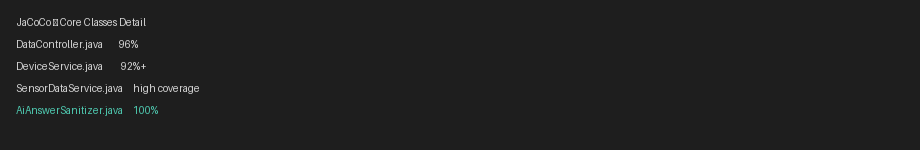 JaCoCo Core Classes Detail
DataController.java 96%
DeviceService.java 92%+
SensorDataService.java high coverage
AiAnswerSanitizer.java 100%